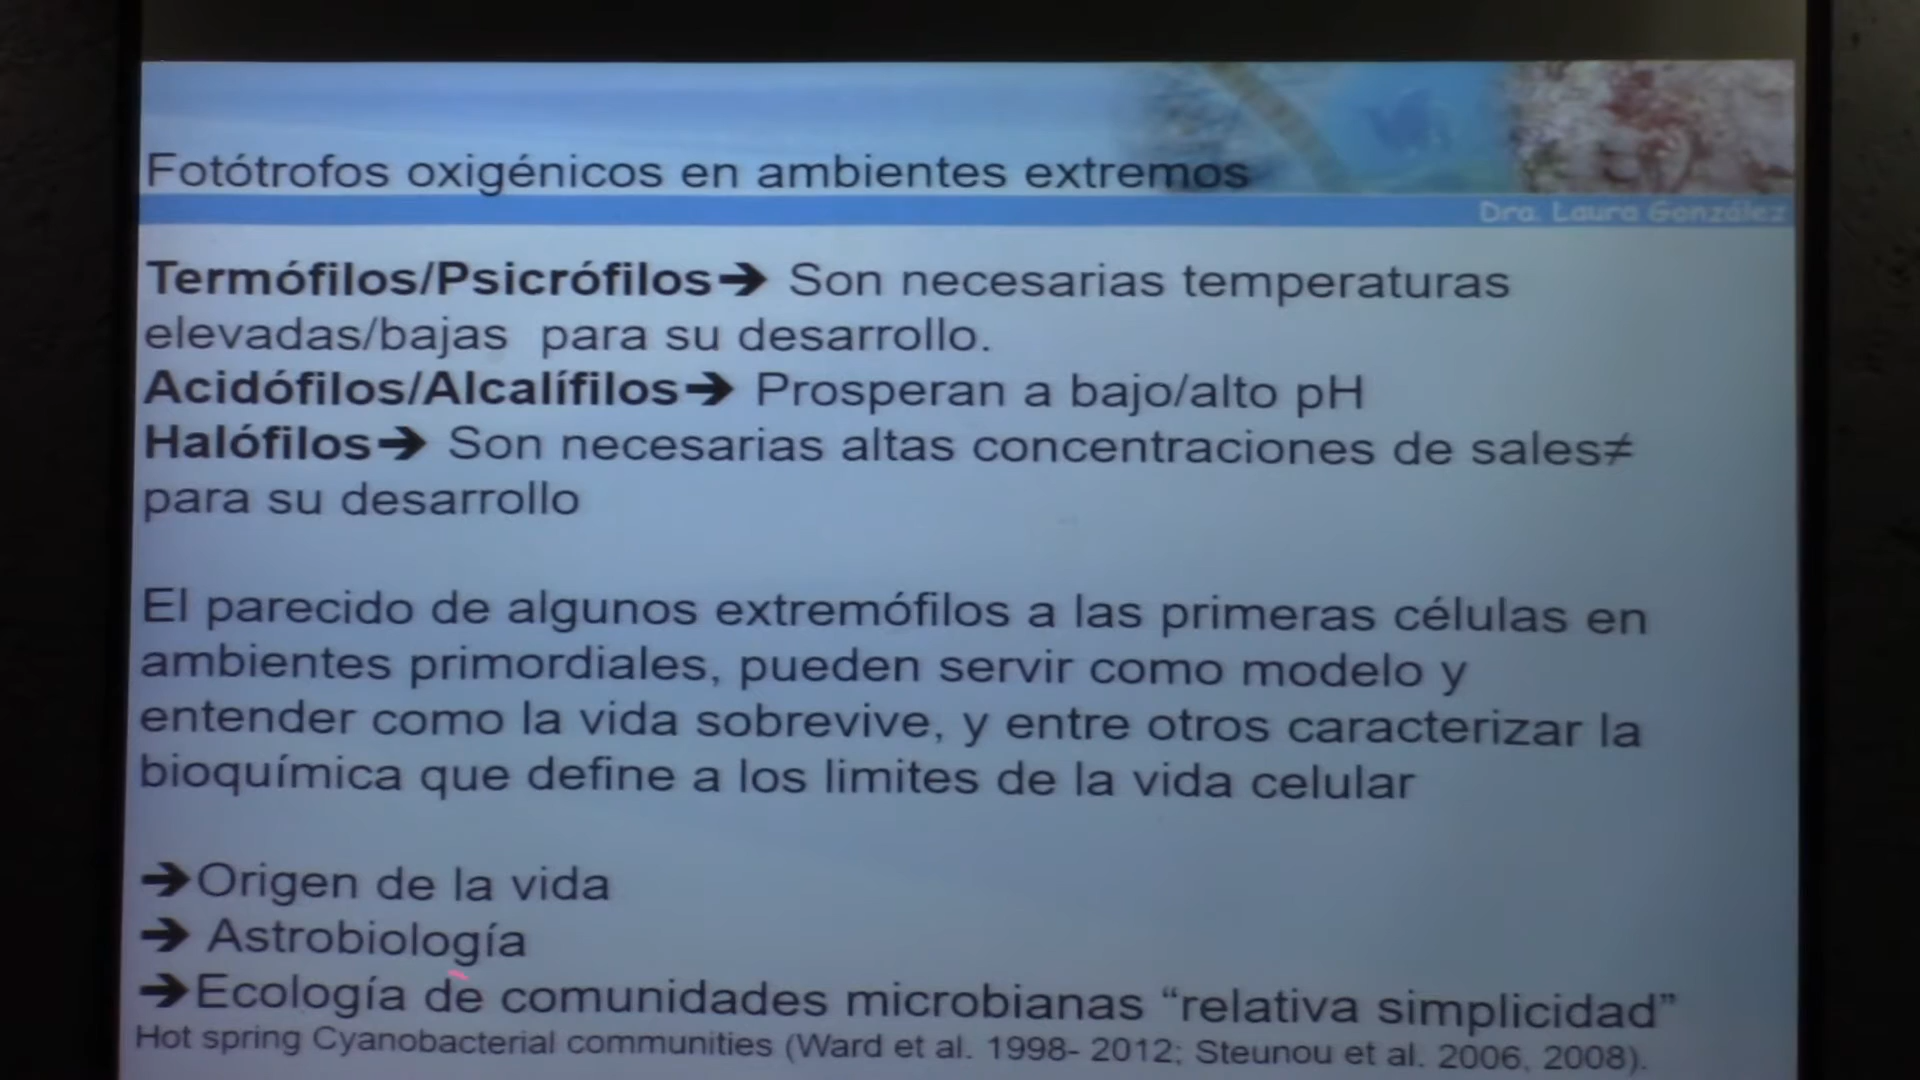 Fotótrofos oxigénicos en ambientes extremos
Dra. Laura González
Termófilos/Psicrófilos➔ Son necesarias temperaturas
elevadas/bajas para su desarrollo.
Acidófilos/Alcalífilos➔ Prosperan a bajo/alto pH
Halófilos➔ Son necesarias altas concentraciones de sales≠
para su desarrollo
El parecido de algunos extremófilos a las primeras células en
ambientes primordiales, pueden servir como modelo y
entender como la vida sobrevive, y entre otros caracterizar la
bioquímica que define a los limites de la vida celular
➔Origen de la vida
➔ Astrobiología
➔Ecología de comunidades microbianas “relativa simplicidad”
Hot spring Cyanobacterial communities (Ward et al. 1998- 2012; Steunou et al. 2006, 2008).